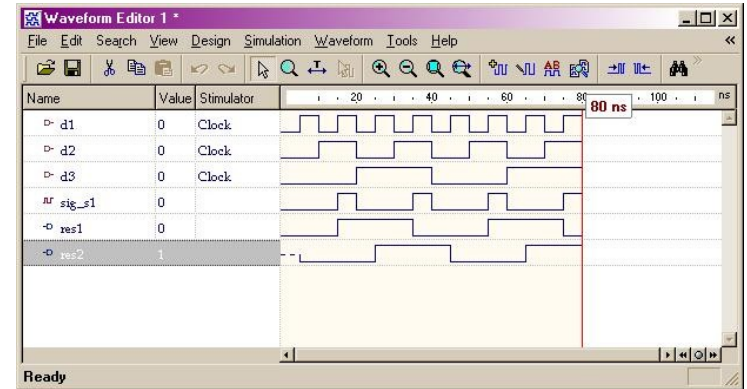 Waveform Editor 1 *
File Edit Search View Design Simulation Waveform Tools Help
Name Value Stimulator 20 40 60 80 100 ns
80 ns
d1 0 Clock
d2 0 Clock
d3 0 Clock
sig_s1 0
res1 0
res2 1
Ready